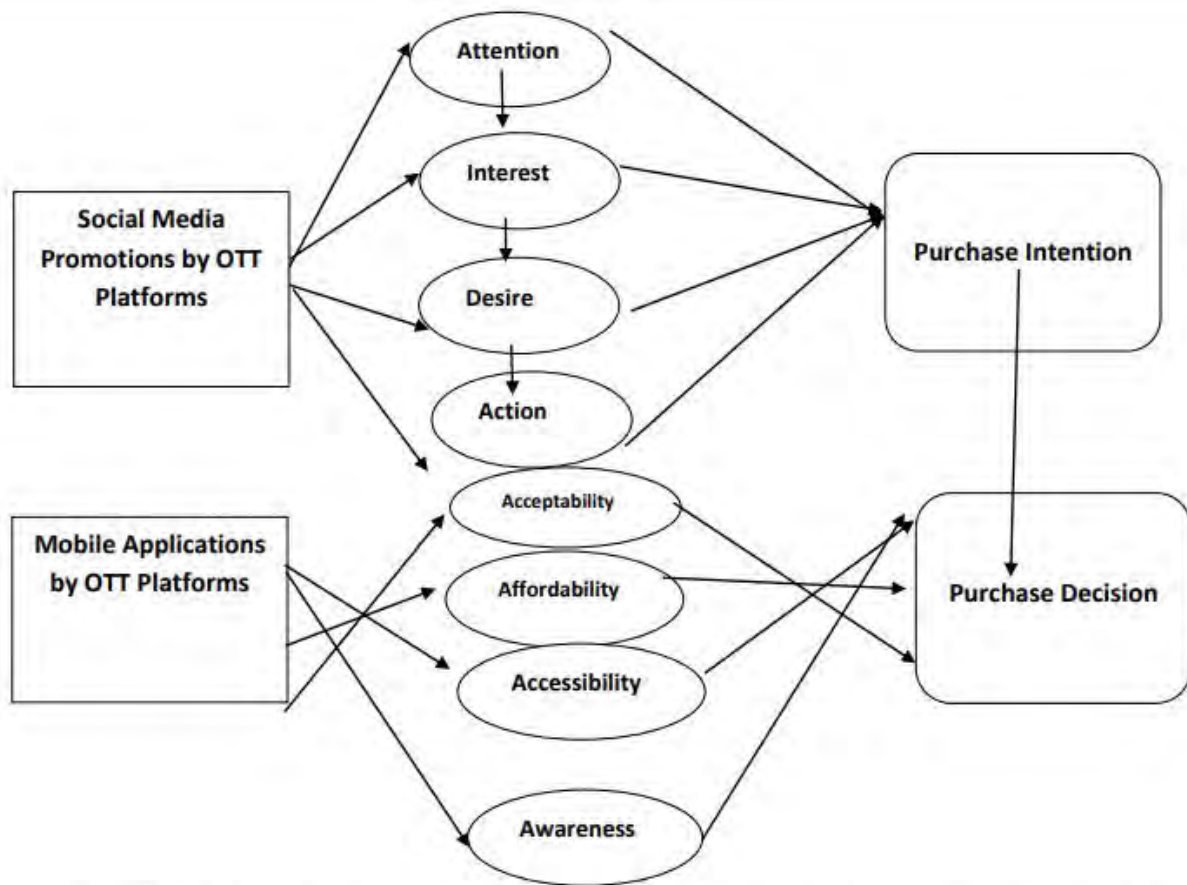 Attention
Interest
Social Media
Promotions by OTT
Platforms
Purchase Intention
Desire
Action
Acceptability
Mobile Applications
by OTT Platforms
Affordability
Purchase Decision
Accessibility
Awareness